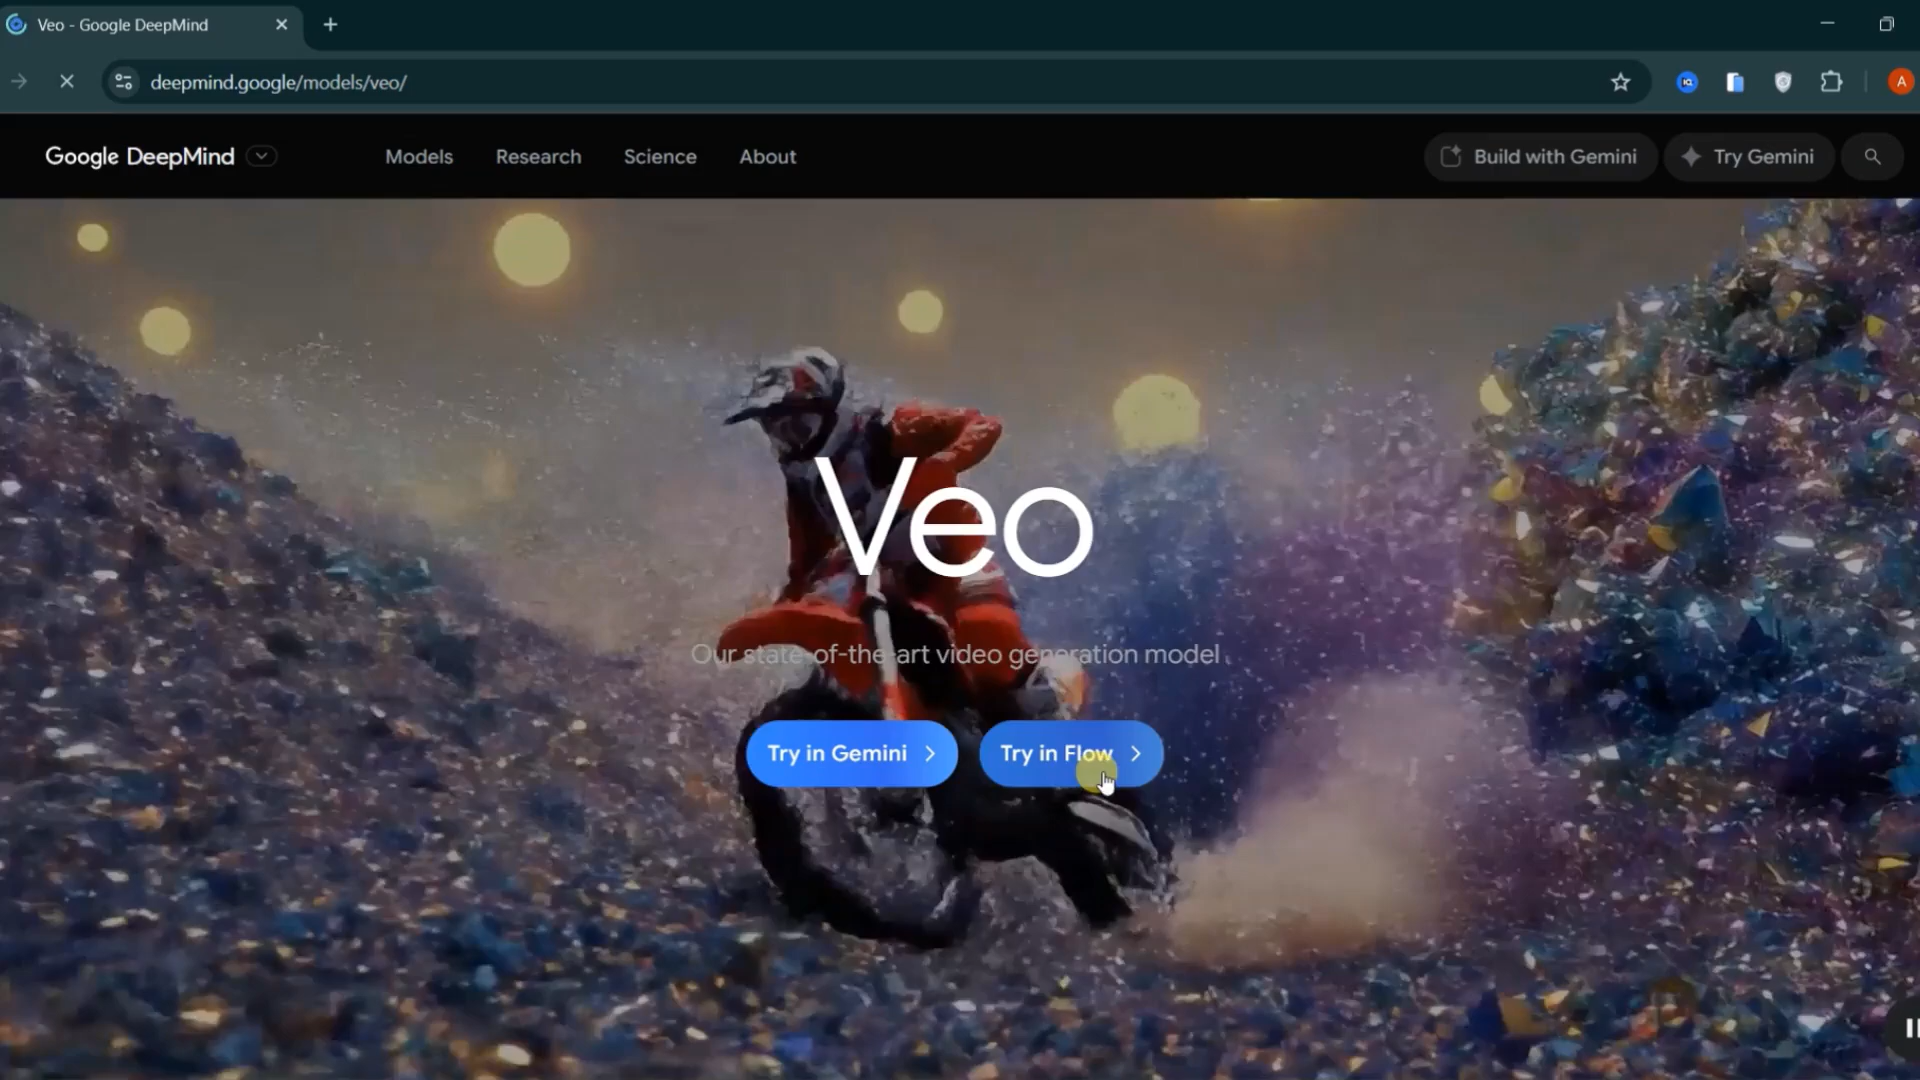 Veo - Google DeepMind
deepmind.google/models/veo/
A
Google DeepMind
Models
Research
Science
About
Build with Gemini
Try Gemini
Veo
Our state-of-the-art video generation model
Try in Gemini
Try in Flow